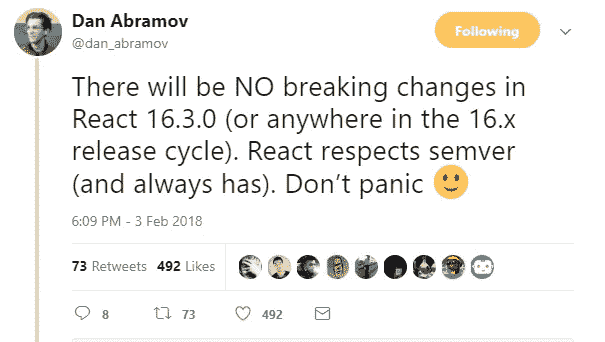 Dan Abramov
@dan_abramov
Following
There will be NO breaking changes in
React 16.3.0 (or anywhere in the 16.x
release cycle). React respects semver
(and always has). Don’t panic 🙂
6:09 PM - 3 Feb 2018
73 Retweets 492 Likes
8 73 492